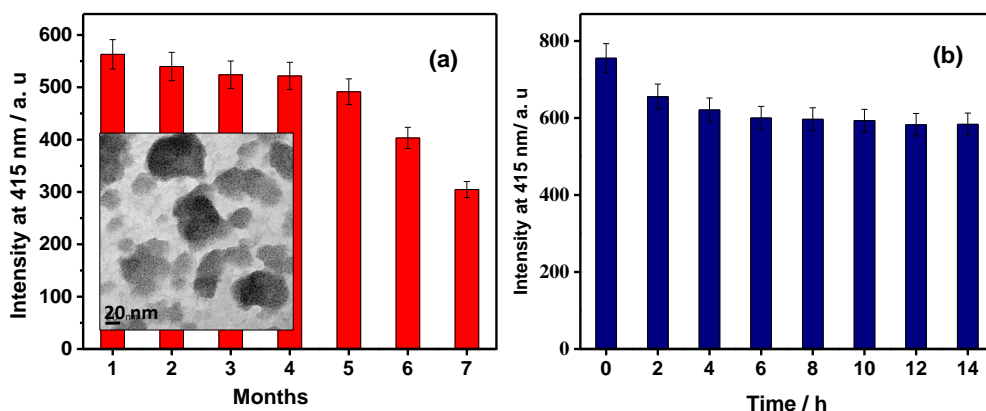 600
500
400
300
200
100
0
Intensity at 415 nm / a. u
(a)
20 nm
1 2 3 4 5 6 7
Months
800
600
400
200
0
Intensity at 415 nm/ a. u
(b)
0 2 4 6 8 10 12 14
Time / h